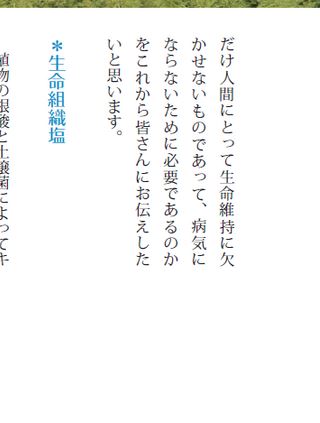 だけ人間にとって生命維持に欠
かせないものであって、病気に
ならないために必要であるのか
をこれから皆さんにお伝えした
いと思います。
＊生命組織塩
植物の根酸と土壌菌によってキ